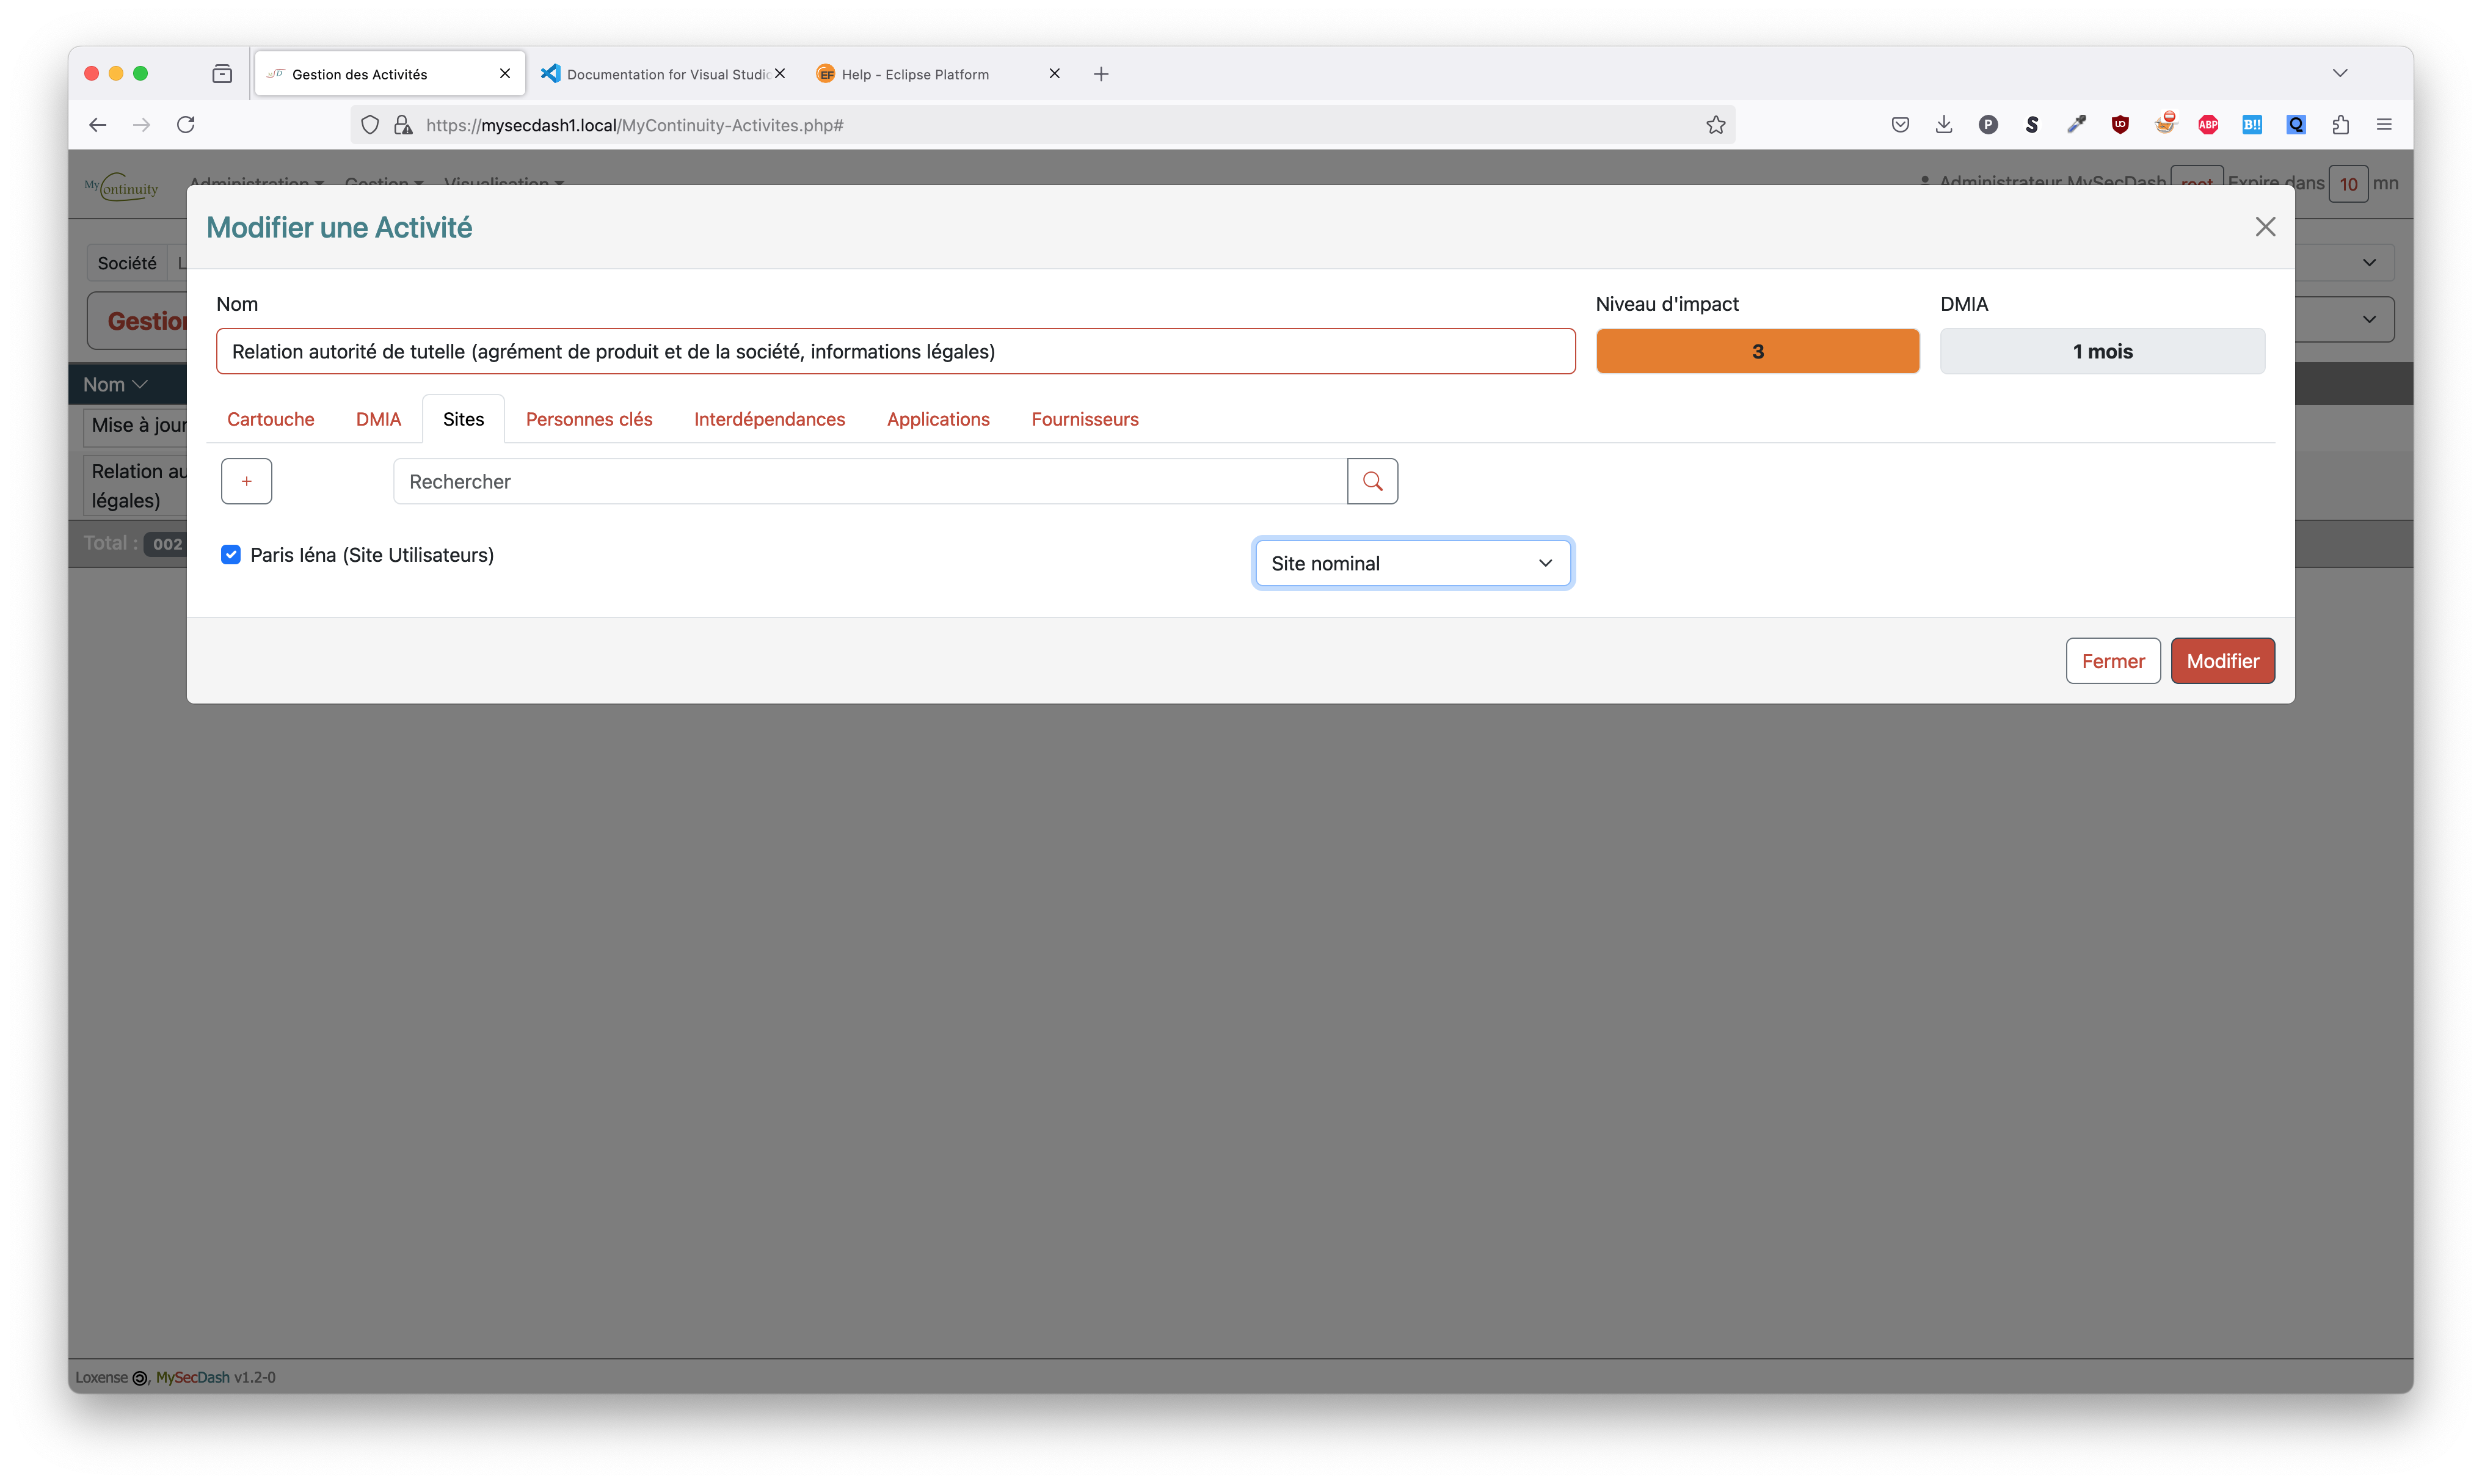 Gestion des Activités
Documentation for Visual Studio
Help - Eclipse Platform
https://mysecdash1.local/MyContinuity-Activites.php#
My Continuity
Administration Gestion Visualisation
Administrateur MySecDash root Expire dans 10 mn
Modifier une Activité
Société
Nom
Niveau d'impact
DMIA
Relation autorité de tutelle (agrément de produit et de la société, informations légales)
3
1 mois
Nom
Cartouche DMIA Sites Personnes clés Interdépendances Applications Fournisseurs
Mise à jour
Relation
légales)
+
Rechercher
Total : 002
Paris Iéna (Site Utilisateurs)
Site nominal
Fermer
Modifier
Loxense, MySecDash v1.2-0